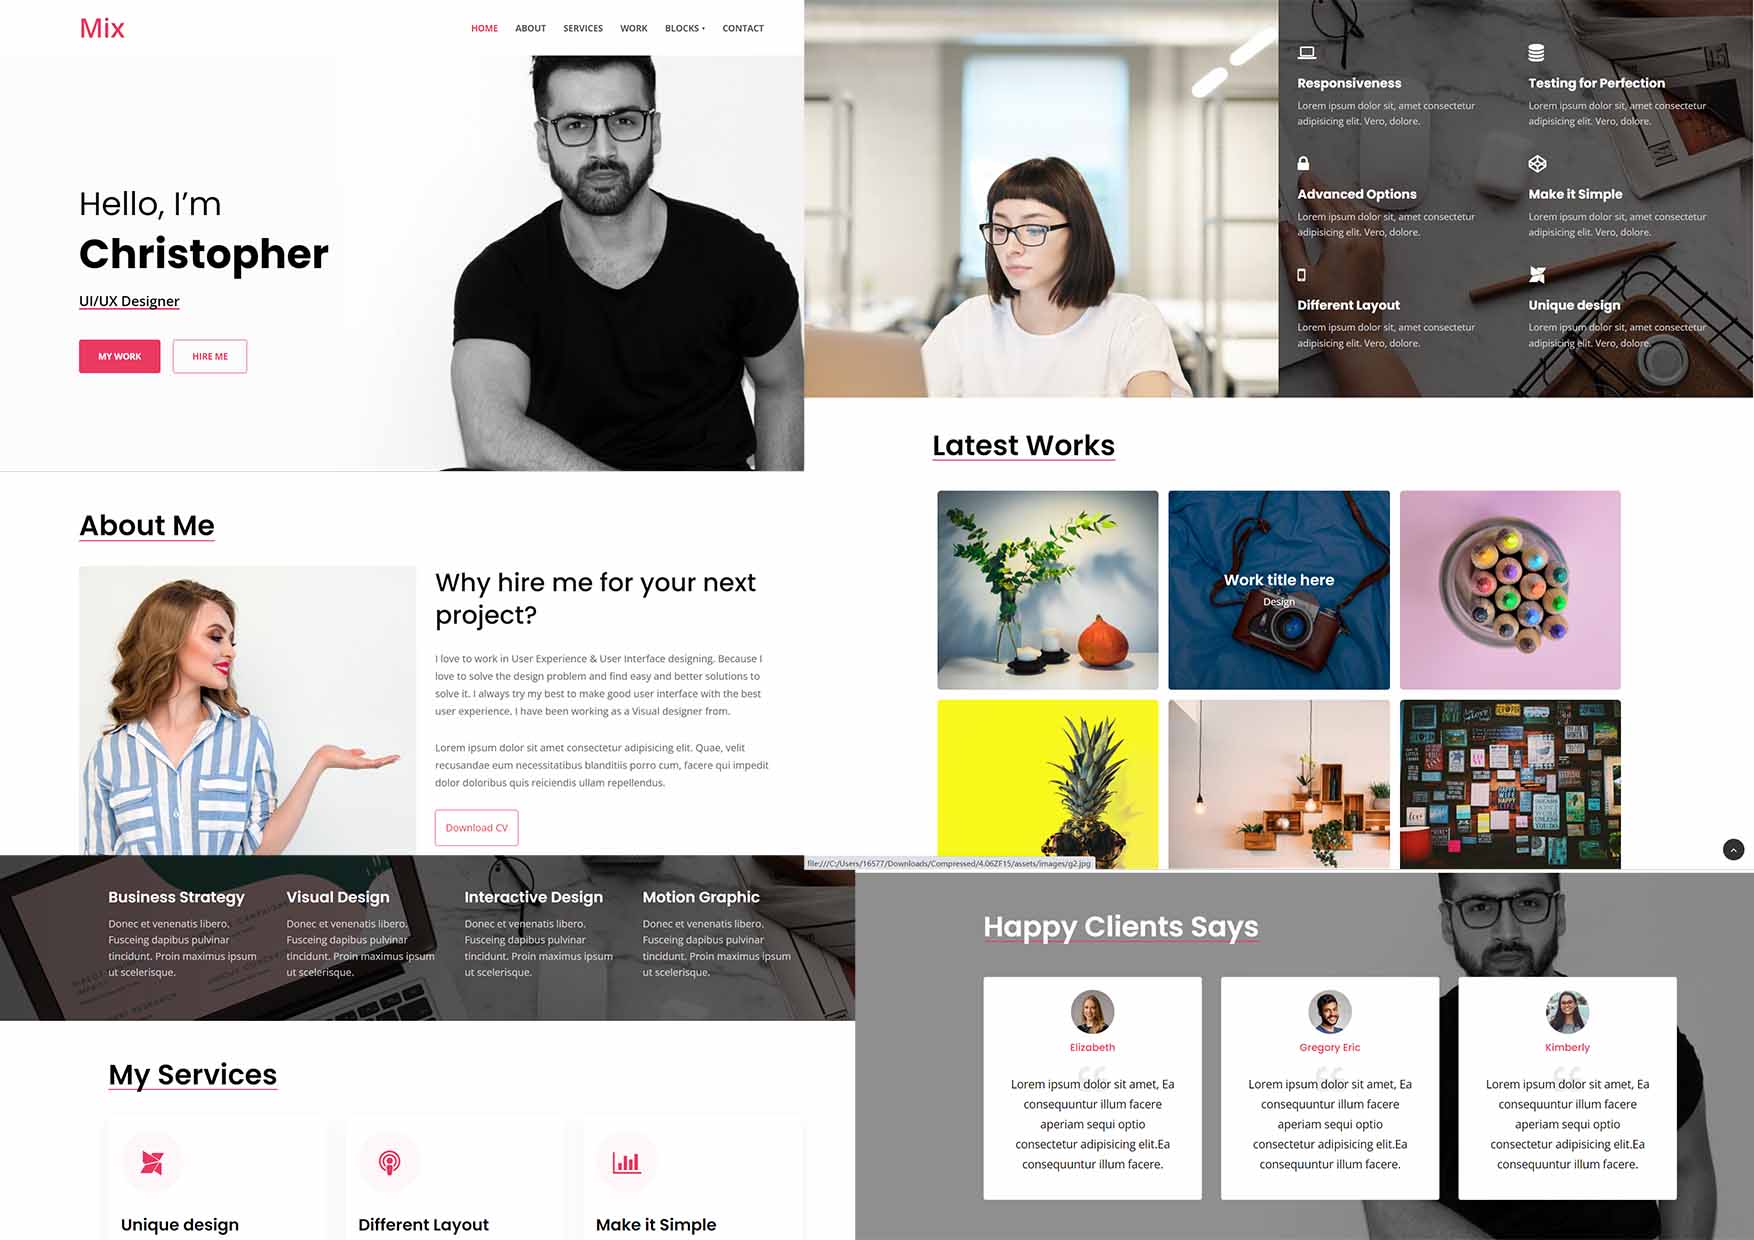 Mix
HOME ABOUT SERVICES WORK BLOCKS CONTACT
Hello, I'm
Christopher
UI/UX Designer
MY WORK HIRE ME
About Me
Why hire me for your next
project?
I love to work in User Experience & User Interface designing. Because I
love to solve the design problem and find easy and better solutions to
solve it. I always try my best to make good user interface with the best
user experience. I have been working as a Visual designer from.
Lorem ipsum dolor sit amet consectetur adipisicing elit. Quae, velit
recusandae eum necessitatibus blanditiis porro cum, facere qui impedit
dolor doloribus quis reiciendis ullam repellendus.
Download CV
Business Strategy
Donec et venenatis libero.
Fusceing dapibus pulvinar
tincidunt. Proin maximus ipsum
ut scelerisque.
Visual Design
Donec et venenatis libero.
Fusceing dapibus pulvinar
tincidunt. Proin maximus ipsum
ut scelerisque.
Interactive Design
Donec et venenatis libero.
Fusceing dapibus pulvinar
tincidunt. Proin maximus ipsum
ut scelerisque.
Motion Graphic
Donec et venenatis libero.
Fusceing dapibus pulvinar
tincidunt. Proin maximus ipsum
ut scelerisque.
My Services
Unique design
Different Layout
Make it Simple
Responsiveness
Lorem ipsum dolor sit, amet consectetur
adipisicing elit. Vero, dolore.
Testing for Perfection
Lorem ipsum dolor sit, amet consectetur
adipisicing elit. Vero, dolore.
Advanced Options
Lorem ipsum dolor sit, amet consectetur
adipisicing elit. Vero, dolore.
Make it Simple
Lorem ipsum dolor sit, amet consectetur
adipisicing elit. Vero, dolore.
Different Layout
Lorem ipsum dolor sit, amet consectetur
adipisicing elit. Vero, dolore.
Unique design
Lorem ipsum dolor sit, amet consectetur
adipisicing elit. Vero, dolore.
Latest Works
Work title here
Design
file:///C:/Users/16577/Downloads/Compressed/4.06ZF15/assets/images/g2.jpg
Happy Clients Says
Elizabeth
Lorem ipsum dolor sit amet, Ea
consequuntur illum facere
aperiam sequi optio
consectetur adipisicing elit.Ea
consequuntur illum facere.
Gregory Eric
Lorem ipsum dolor sit amet, Ea
consequuntur illum facere
aperiam sequi optio
consectetur adipisicing elit.Ea
consequuntur illum facere.
Kimberly
Lorem ipsum dolor sit amet, Ea
consequuntur illum facere
aperiam sequi optio
consectetur adipisicing elit.Ea
consequuntur illum facere.